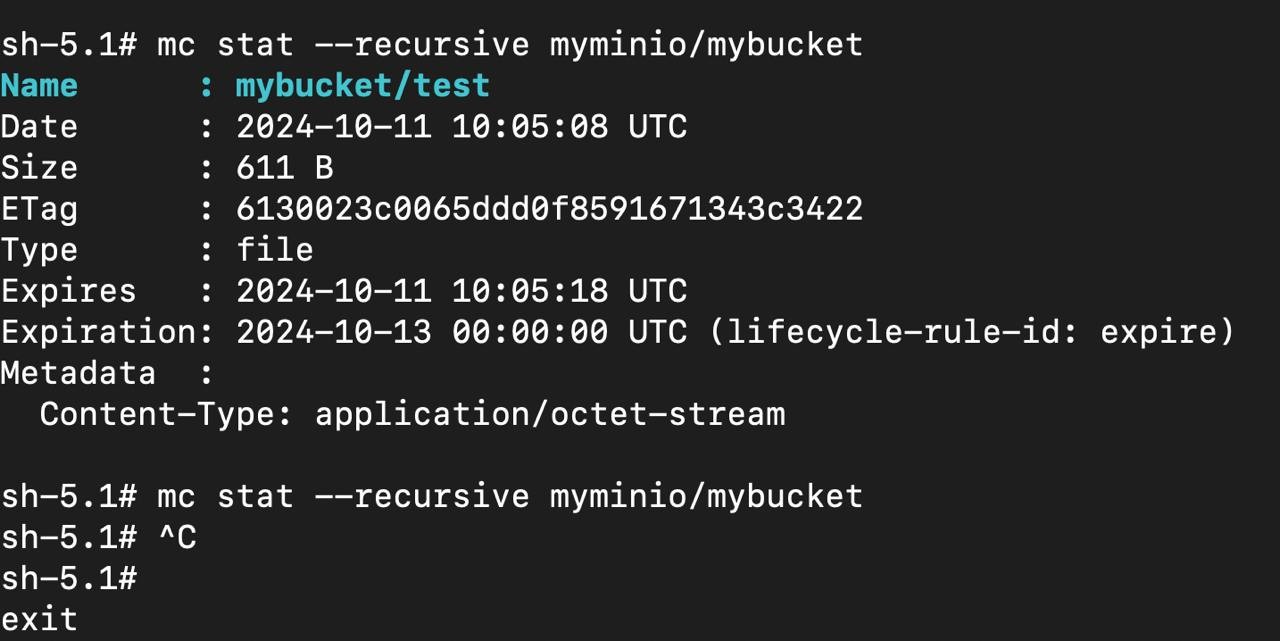 sh-5.1# mc stat --recursive myminio/mybucket
Name      : mybucket/test
Date      : 2024-10-11 10:05:08 UTC
Size      : 611 B
ETag      : 6130023c0065ddd0f8591671343c3422
Type      : file
Expires   : 2024-10-11 10:05:18 UTC
Expiration: 2024-10-13 00:00:00 UTC (lifecycle-rule-id: expire)
Metadata  :
  Content-Type: application/octet-stream
sh-5.1# mc stat --recursive myminio/mybucket
sh-5.1# ^C
sh-5.1#
exit